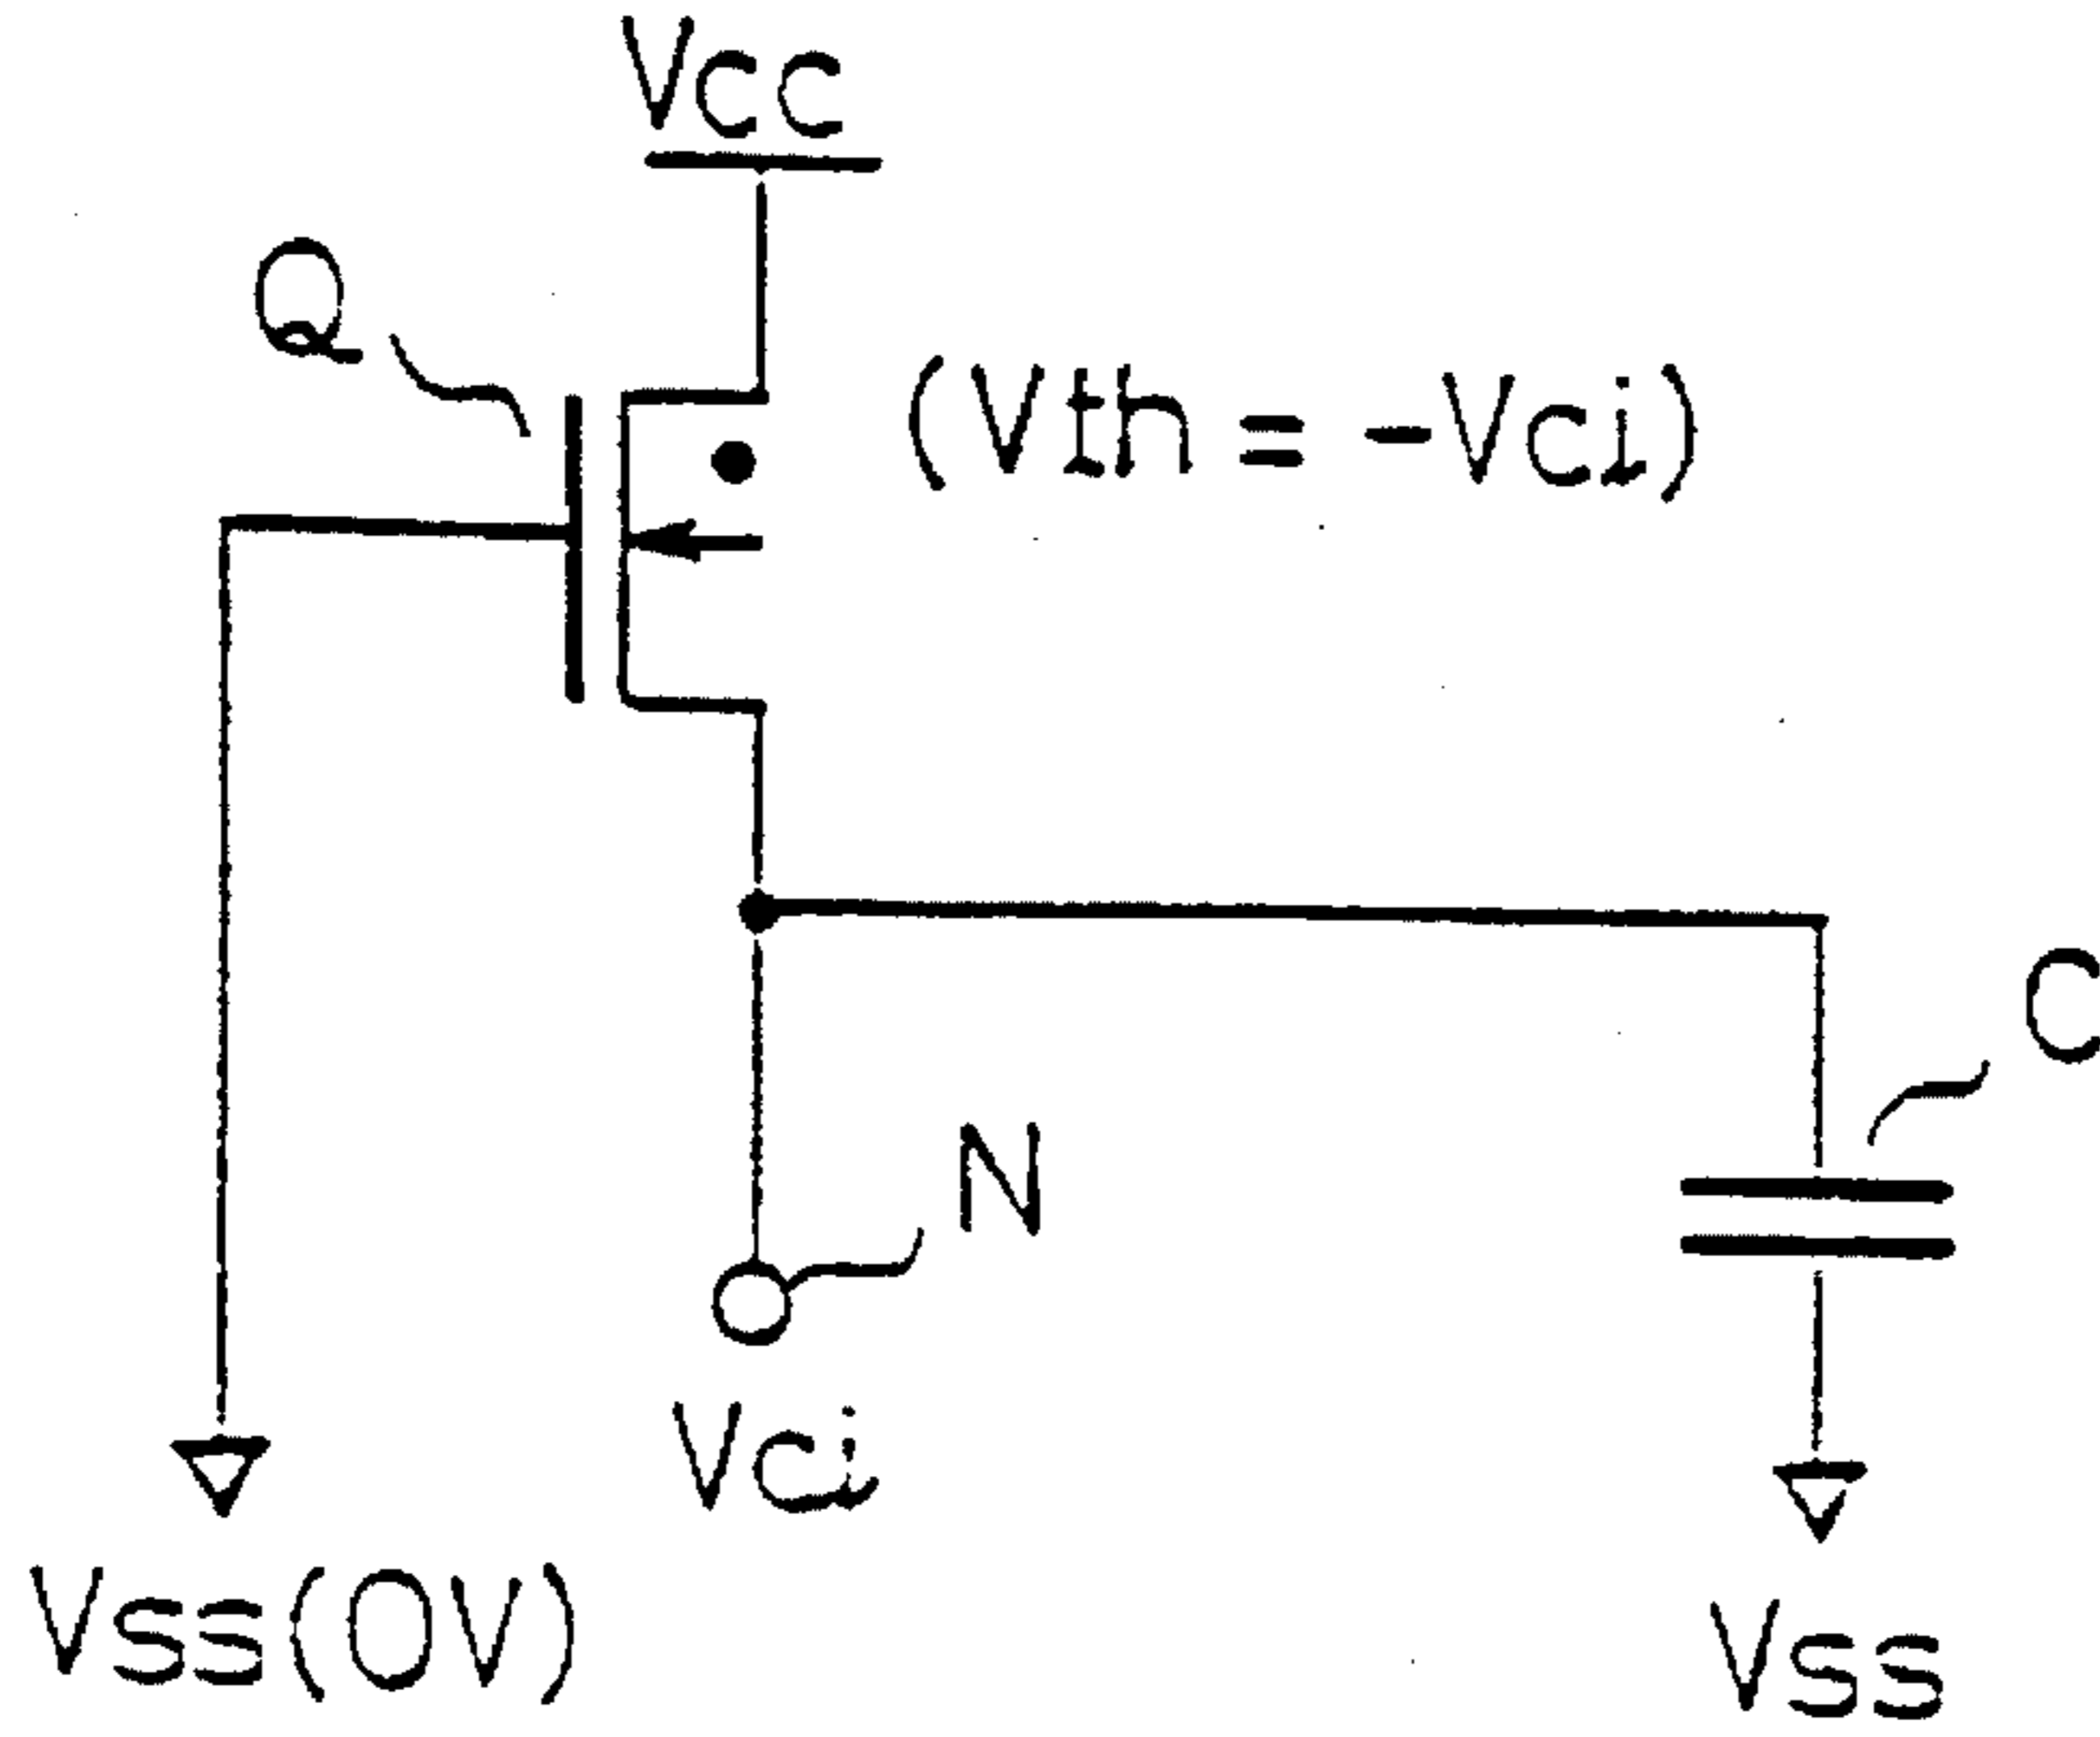 Vcc
Q
(Vth = -Vci)
C
N
Vci
Vss(0V)
Vss